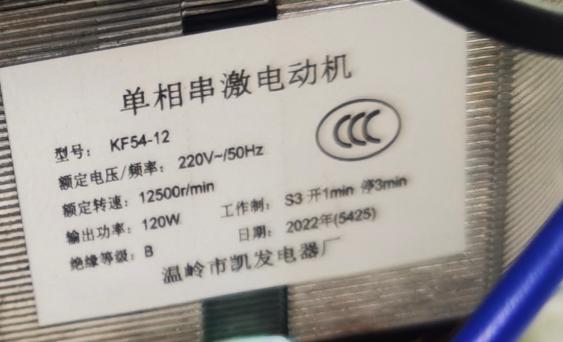 单相串激电动机
型号： KF54-12
额定电压/频率： 220V~/50Hz
额定转速： 12500r/min
输出功率： 120W
工作制： S3 开1min 停3min
绝缘等级： B
日期： 2022年(5425)
温岭市凯发电器厂
CCC